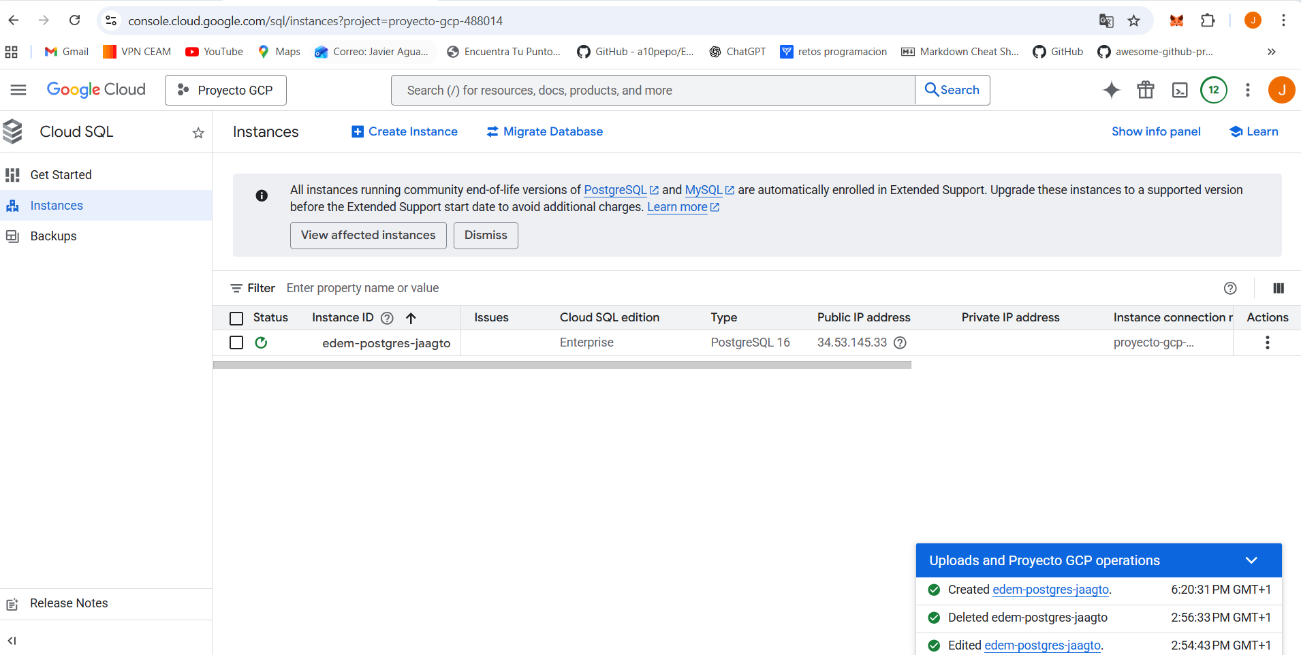 console.cloud.google.com/sql/instances?project=proyecto-gcp-488014
J
Gmail
VPN CEAM
YouTube
Maps
Correo: Javier Agua...
Encuentra Tu Punto...
GitHub - a10pepo/E...
ChatGPT
retos programacion
Markdown Cheat Sh...
GitHub
awesome-github-pr...
Google Cloud
Proyecto GCP
Search (/) for resources, docs, products, and more
Search
12
J
Cloud SQL
Instances
Create Instance
Migrate Database
Show info panel
Learn
Get Started
Instances
Backups
All instances running community end-of-life versions of PostgreSQL and MySQL are automatically enrolled in Extended Support. Upgrade these instances to a supported version
before the Extended Support start date to avoid additional charges. Learn more
View affected instances
Dismiss
Filter Enter property name or value
Status Instance ID Issues Cloud SQL edition Type Public IP address Private IP address Instance connection r Actions
edem-postgres-jaagto Enterprise PostgreSQL 16 34.53.145.33 proyecto-gcp-...
Uploads and Proyecto GCP operations
Created edem-postgres-jaagto. 6:20:31 PM GMT+1
Deleted edem-postgres-jaagto 2:56:33 PM GMT+1
Edited edem-postgres-jaagto. 2:54:43 PM GMT+1
Release Notes